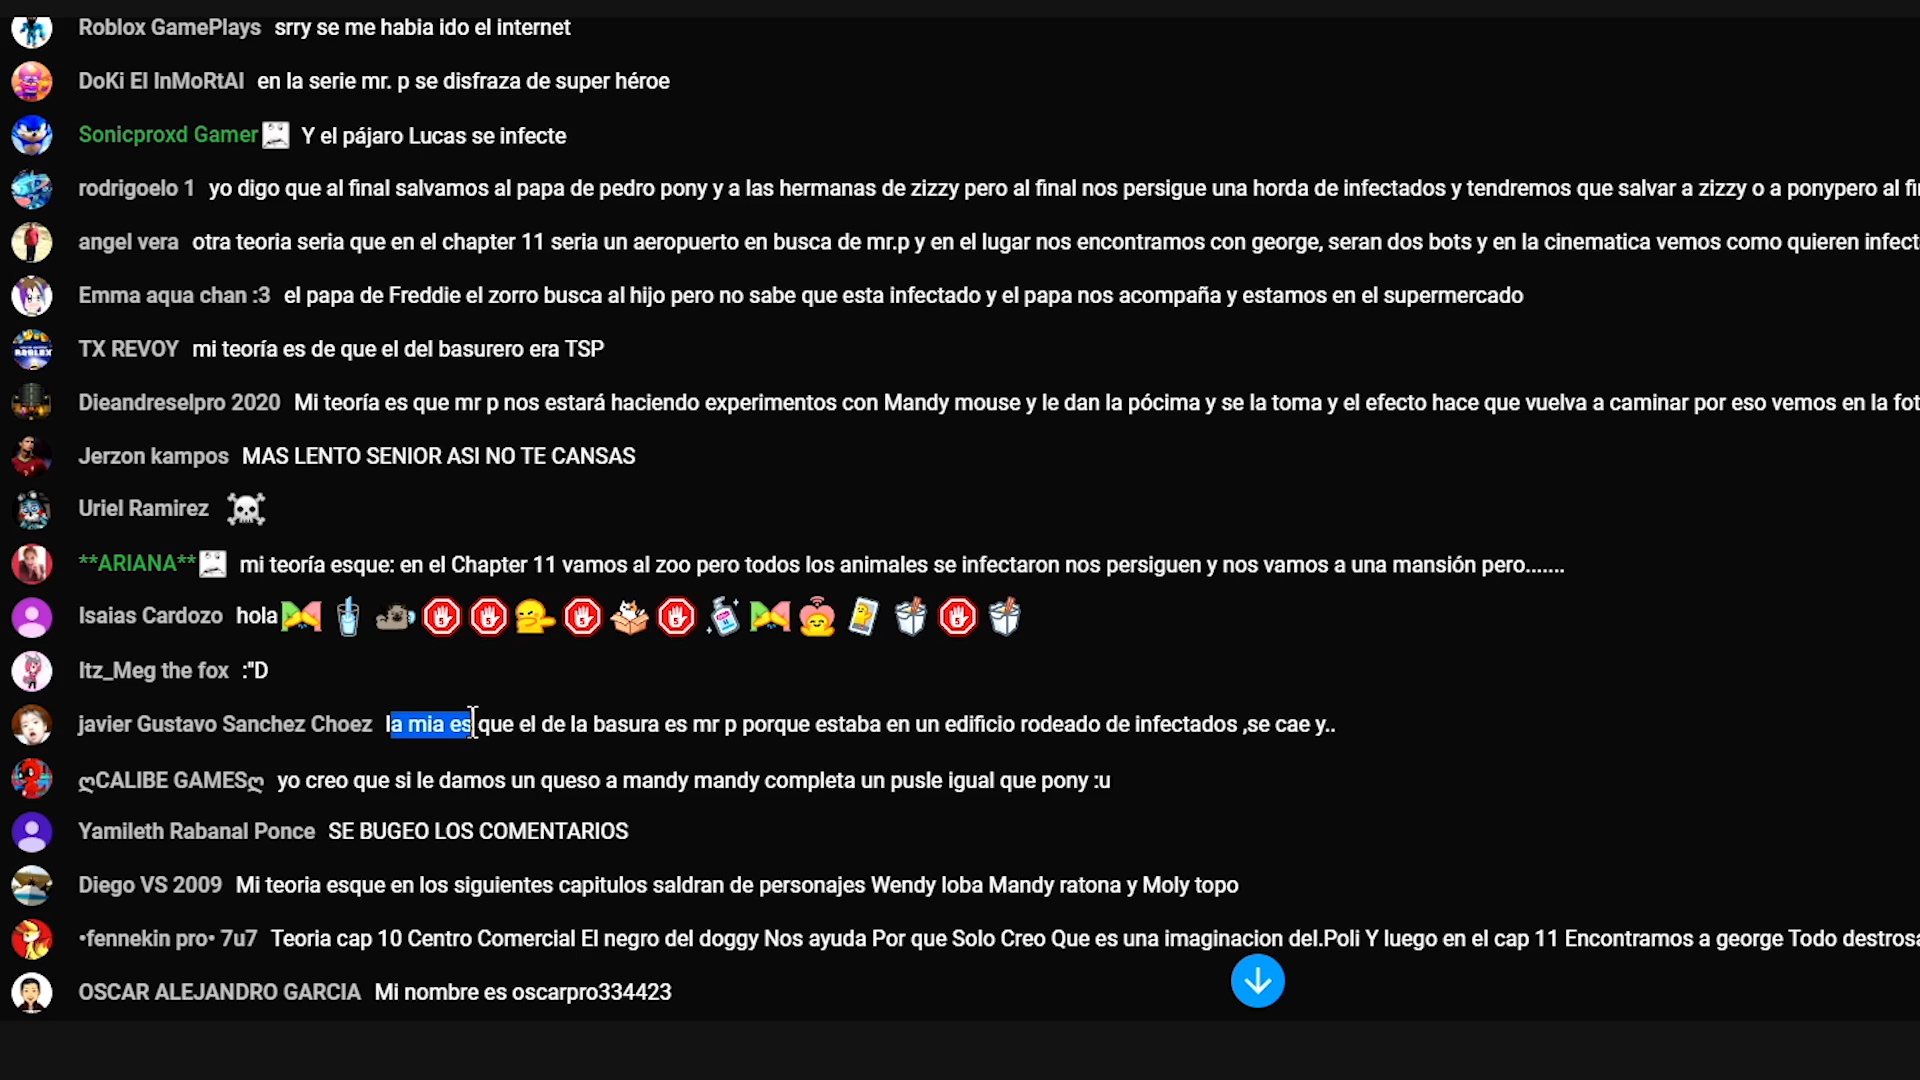 Roblox GamePlays srry se me habia ido el internet
DoKi El InMoRtAl en la serie mr. p se disfraza de super héroe
Sonicproxd Gamer Y el pájaro Lucas se infecte
rodrigoelo 1 yo digo que al final salvamos al papa de pedro pony y a las hermanas de zizzy pero al final nos persigue una horda de infectados y tendremos que salvar a zizzy o a ponypero al fi
angel vera otra teoria seria que en el chapter 11 seria un aeropuerto en busca de mr.p y en el lugar nos encontramos con george, seran dos bots y en la cinematica vemos como quieren infect
Emma aqua chan :3 el papa de Freddie el zorro busca al hijo pero no sabe que esta infectado y el papa nos acompaña y estamos en el supermercado
TX REVOY mi teoría es de que el del basurero era TSP
Dieandreselpro 2020 Mi teoría es que mr p nos estará haciendo experimentos con Mandy mouse y le dan la pócima y se la toma y el efecto hace que vuelva a caminar por eso vemos en la fot
Jerzon kampos MAS LENTO SENIOR ASI NO TE CANSAS
Uriel Ramirez
**ARIANA** mi teoría esque: en el Chapter 11 vamos al zoo pero todos los animales se infectaron nos persiguen y nos vamos a una mansión pero.......
Isaias Cardozo hola
Itz_Meg the fox :"D
javier Gustavo Sanchez Choez la mia es que el de la basura es mr p porque estaba en un edificio rodeado de infectados ,se cae y..
ღCALIBE GAMESღ yo creo que si le damos un queso a mandy mandy completa un pusle igual que pony :u
Yamileth Rabanal Ponce SE BUGEO LOS COMENTARIOS
Diego VS 2009 Mi teoria esque en los siguientes capitulos saldran de personajes Wendy loba Mandy ratona y Moly topo
•fennekin pro• 7u7 Teoria cap 10 Centro Comercial El negro del doggy Nos ayuda Por que Solo Creo Que es una imaginacion del.Poli Y luego en el cap 11 Encontramos a george Todo destrosa
OSCAR ALEJANDRO GARCIA Mi nombre es oscarpro334423